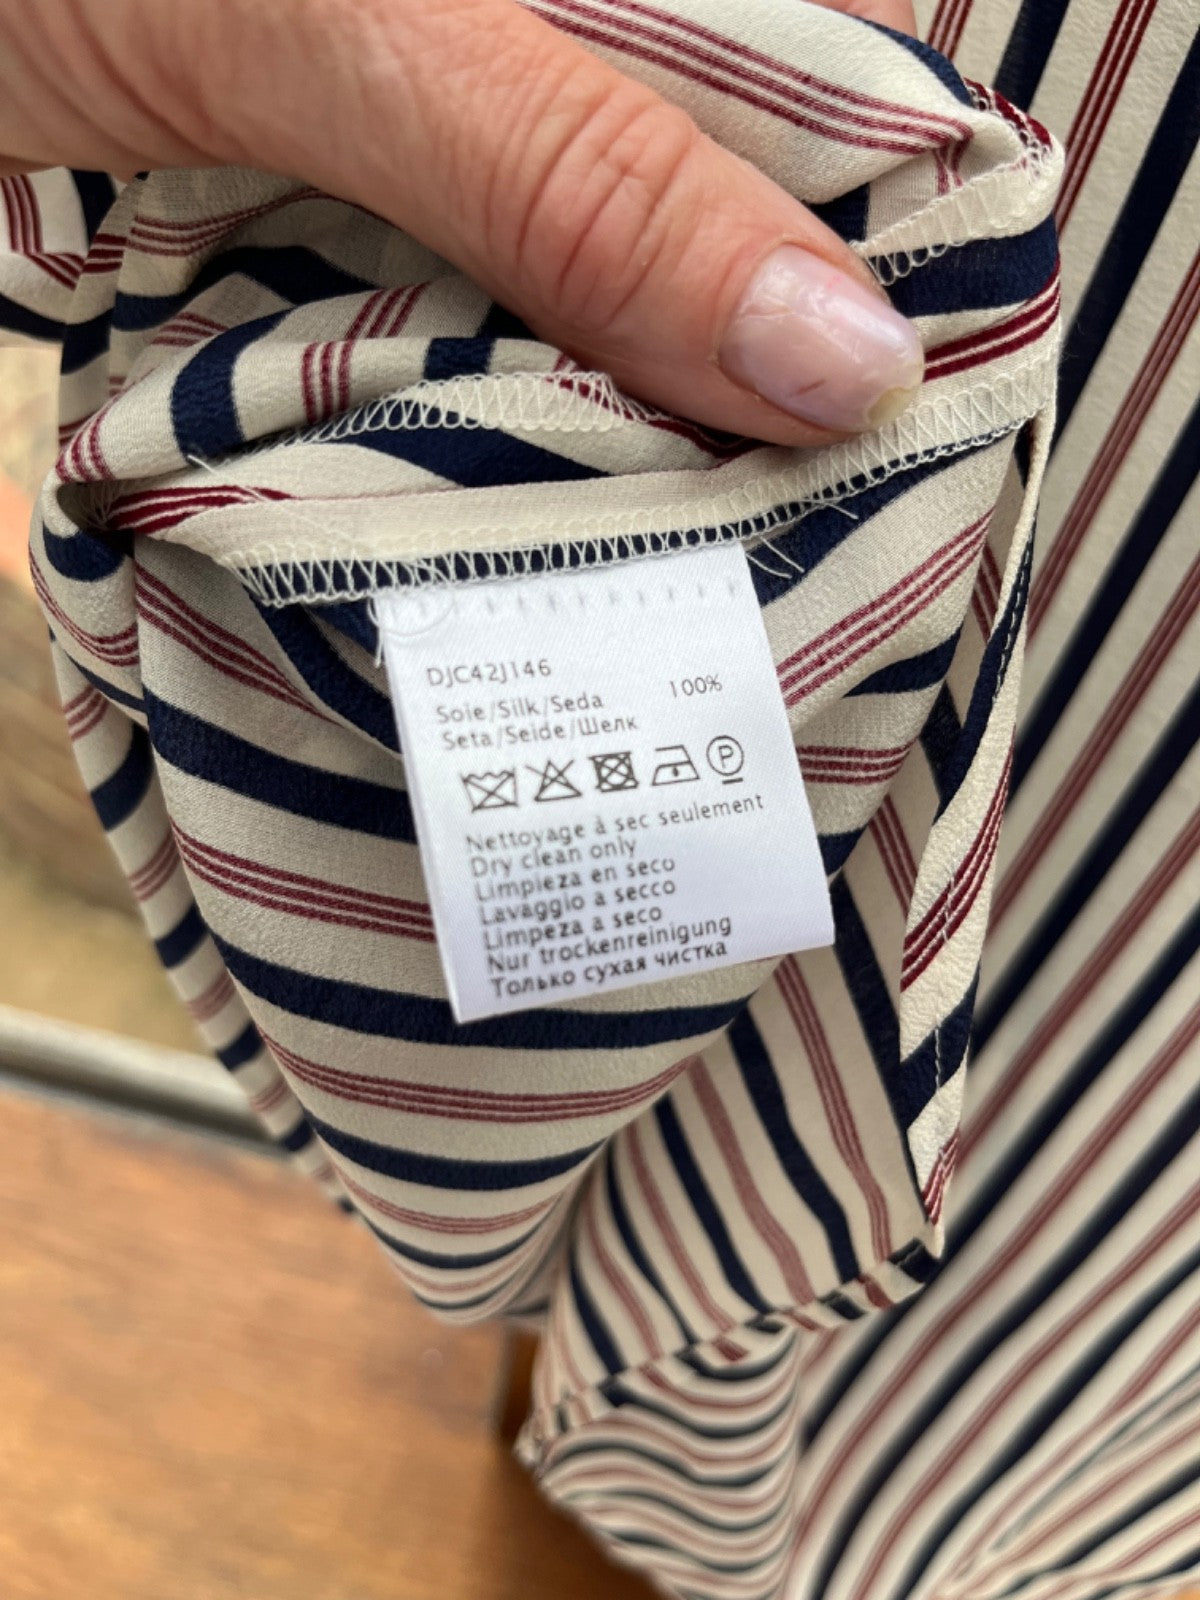 DJC42J146
Soie/Silk/Seda 100%
Seta/Seide/Шелк
P
Nettoyage à sec seulement
Dry clean only
Limpieza en seco
Lavaggio a secco
Limpeza a seco
Nur trockenreinigung
Только сухая чистка